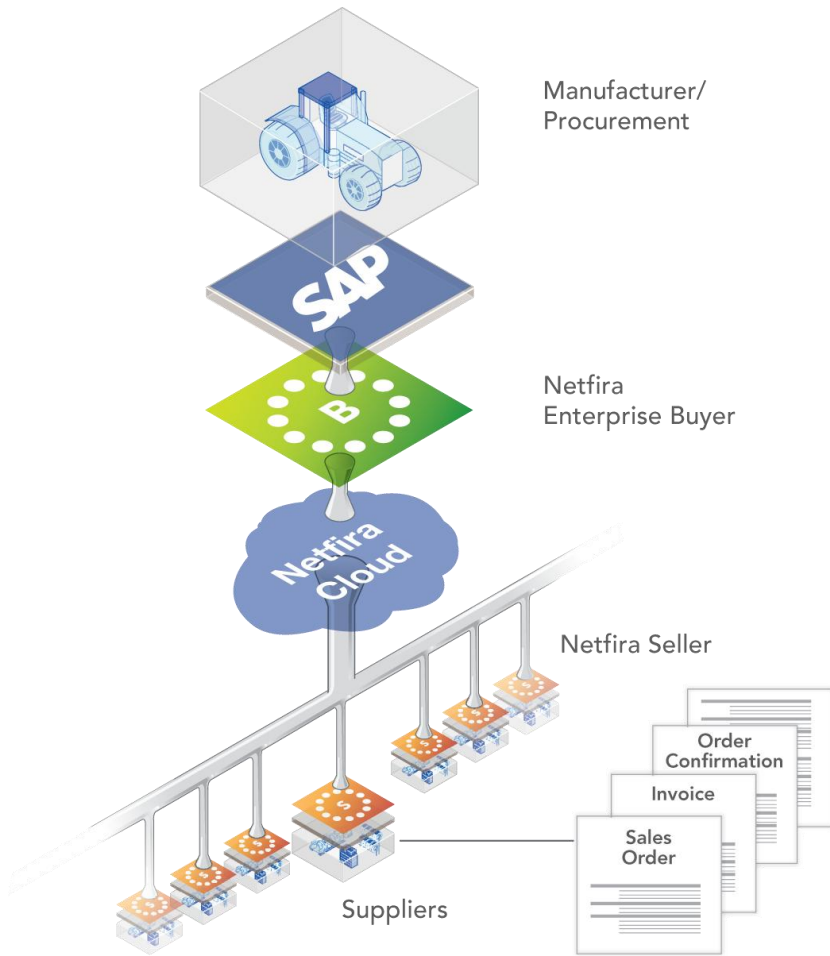 Manufacturer/
Procurement
SAP
B
Netfira
Enterprise Buyer
Netfira
Cloud
Netfira Seller
S
S
S
S
S
S
S
Order
Confirmation
Invoice
Sales
Order
Suppliers